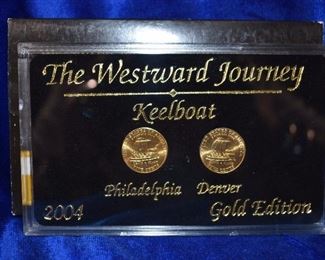 The Westward Journey
Keelboat
Philadelphia Denver
2004 Gold Edition